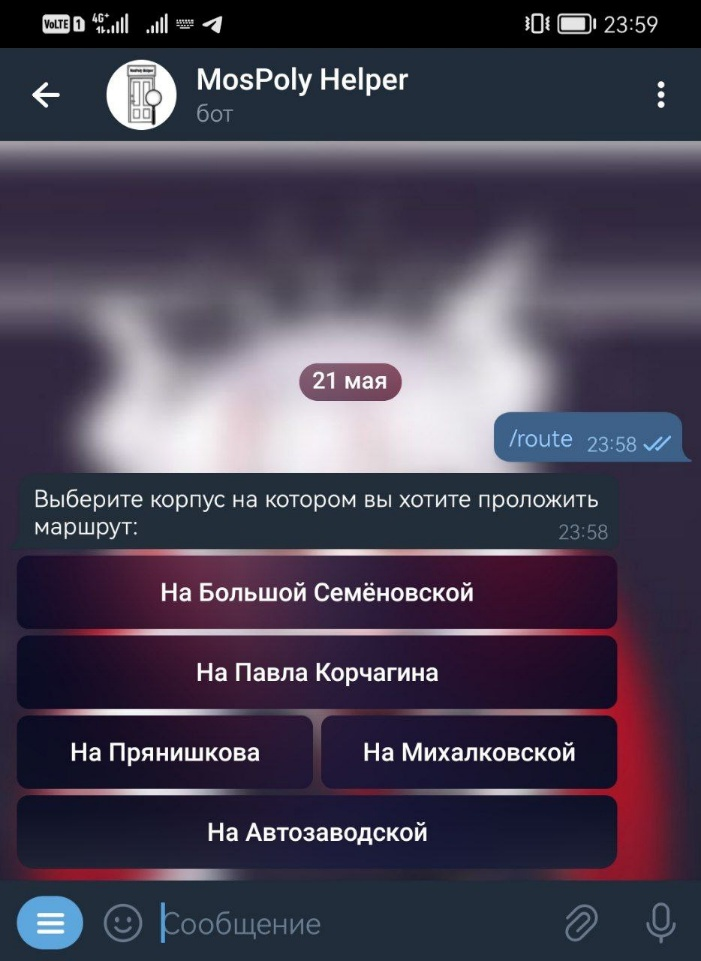 VoLTE 1 4G+ 23:59
MosPoly Helper
бот
21 мая
/route 23:58
Выберите корпус на котором вы хотите проложить
маршрут:
23:58
На Большой Семёновской
На Павла Корчагина
На Прянишкова
На Михалковской
На Автозаводской
Сообщение